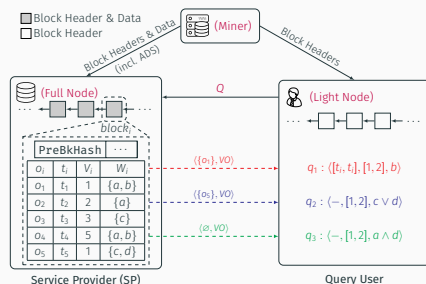 Block Header & Data
Block Header
(Miner)
Block Headers & Data
(incl. ADS)
Block Headers
(Full Node)
... ...
block_i
PreBkHash ...
o_i t_i V_i W_i
o_1 t_1 1 {a, b}
o_2 t_2 2 {a}
o_3 t_3 3 {c}
o_4 t_4 5 {a, b}
o_5 t_5 1 {c, d}
Service Provider (SP)
Q
⟨{o_1}, VO⟩
⟨{o_5}, VO⟩
⟨∅, VO⟩
(Light Node)
... ...
q_1 : ⟨[t_i, t_i], [1, 2], b⟩
q_2 : ⟨−, [1, 2], c ∨ d⟩
q_3 : ⟨−, [1, 2], a ∧ d⟩
Query User